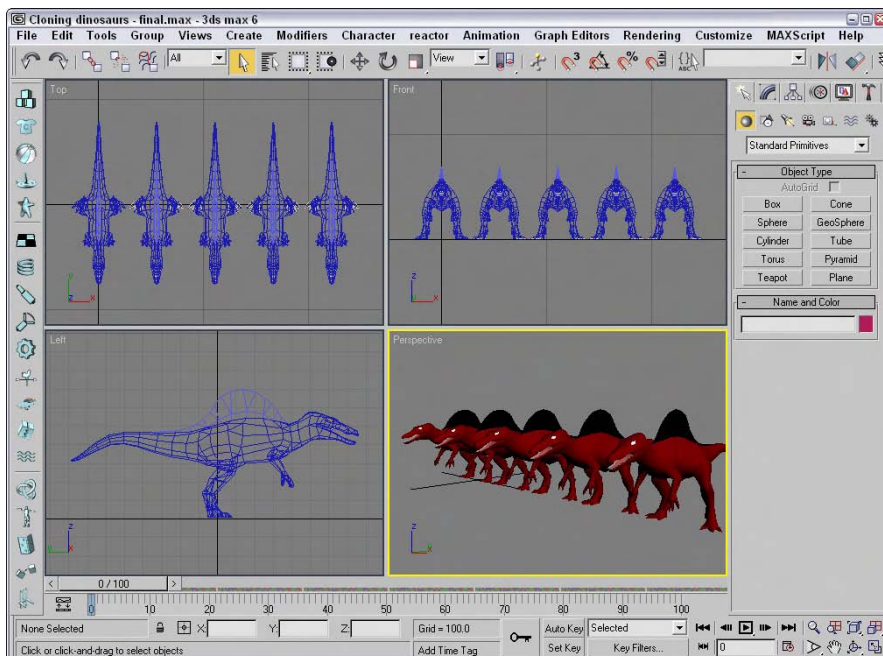 Cloning dinosaurs - final.max - 3ds max 6
File Edit Tools Group Views Create Modifiers Character reactor Animation Graph Editors Rendering Customize MAXScript Help
All
View
3
ABC
Top
Front
Left
Perspective
y
z x
z
x
z
y x
z
y x
Standard Primitives
- Object Type
AutoGrid
Box Cone
Sphere GeoSphere
Cylinder Tube
Torus Pyramid
Teapot Plane
- Name and Color
< 0 / 100 >
0 10 20 30 40 50 60 70 80 90 100
None Selected X: Y: Z: Grid = 100.0 Auto Key Selected
Click or click-and-drag to select objects Add Time Tag Set Key Key Filters... 0